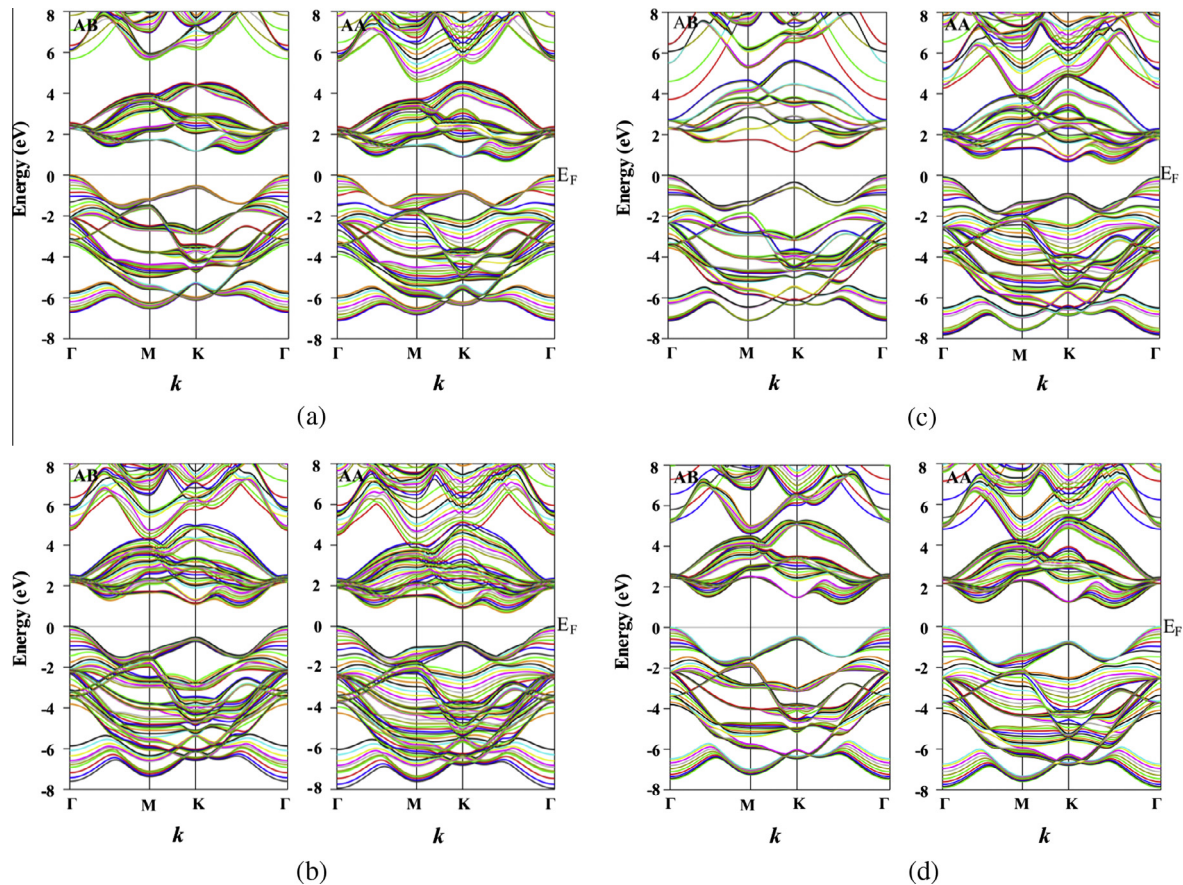 8 AB 8 AA
6 6
4 4
2 2
Energy (eV) 0 0 E_F
-2 -2
-4 -4
-6 -6
-8 -8
Γ M K Γ Γ M K Γ
k k
(a)
8 AB 8 AA
6 6
4 4
2 2
Energy (eV) 0 0 E_F
-2 -2
-4 -4
-6 -6
-8 -8
Γ M K Γ Γ M K Γ
k k
(c)
8 AB 8 AA
6 6
4 4
2 2
Energy (eV) 0 0 E_F
-2 -2
-4 -4
-6 -6
-8 -8
Γ M K Γ Γ M K Γ
k k
(b)
8 AB 8 AA
6 6
4 4
2 2
Energy (eV) 0 0 E_F
-2 -2
-4 -4
-6 -6
-8 -8
Γ M K Γ Γ M K Γ
k k
(d)